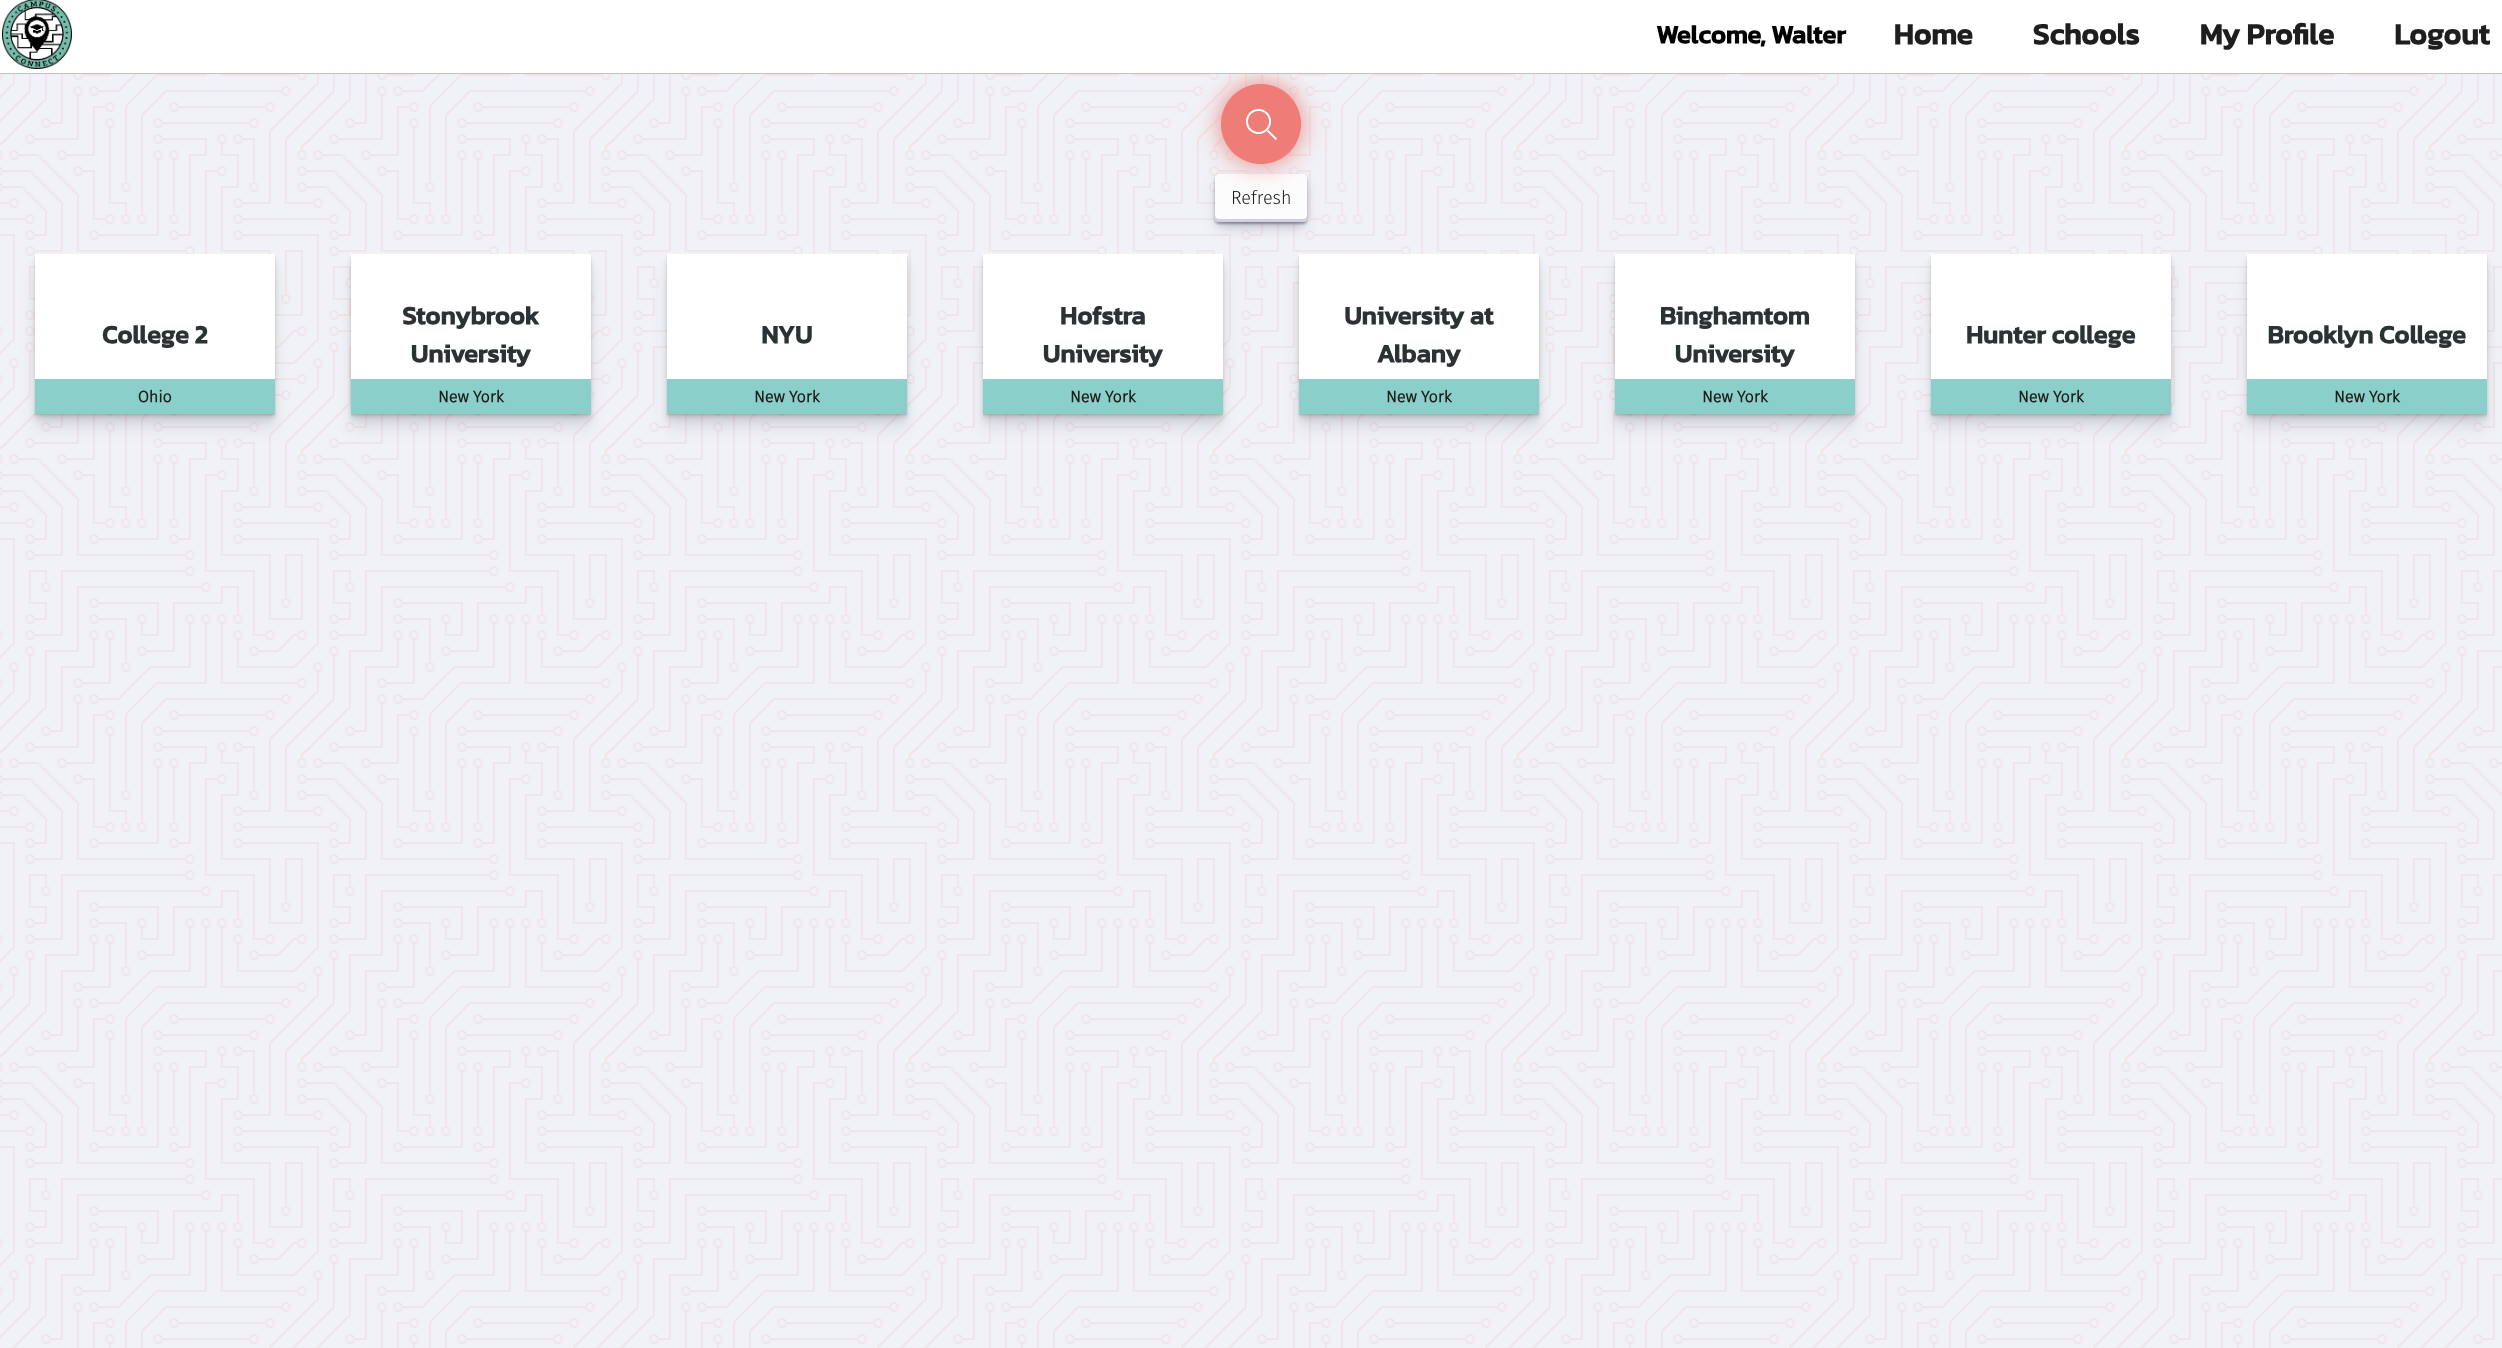 CAMPUS
CONNECT
Welcome, Walter
Home
Schools
My Profile
Logout
Refresh
College 2
Ohio
Stonybrook
University
New York
NYU
New York
Hofstra
University
New York
University at
Albany
New York
Binghamtom
University
New York
Hunter college
New York
Brooklyn College
New York